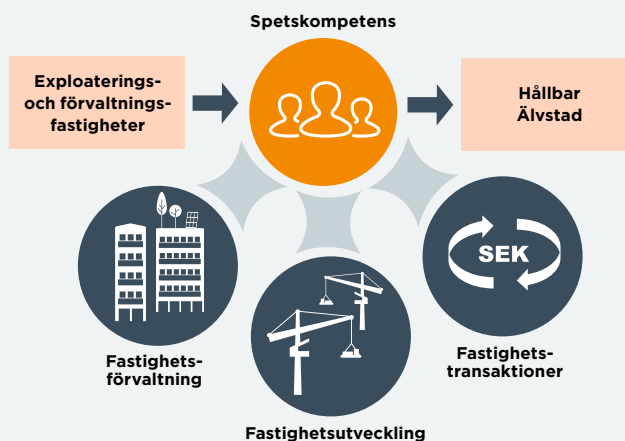 Spetskompetens
Exploaterings-
och förvaltnings-
fastigheter
Hållbar
Älvstad
SEK
Fastighets-
förvaltning
Fastighets-
transaktioner
Fastighetsutveckling